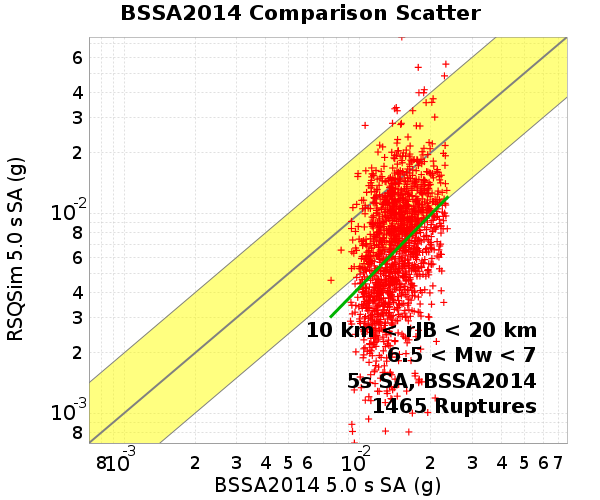 BSSA2014 Comparison Scatter
6
4
3
2
10-2
8
6
4
3
2
10-3
8
RSQSim 5.0 s SA (g)
10 km < rJB < 20 km
6.5 < Mw < 7
5s SA, BSSA2014
1465 Ruptures
8 10-3 2 3 4 5 6 8 10-2 2 3 4 5 6 7
BSSA2014 5.0 s SA (g)